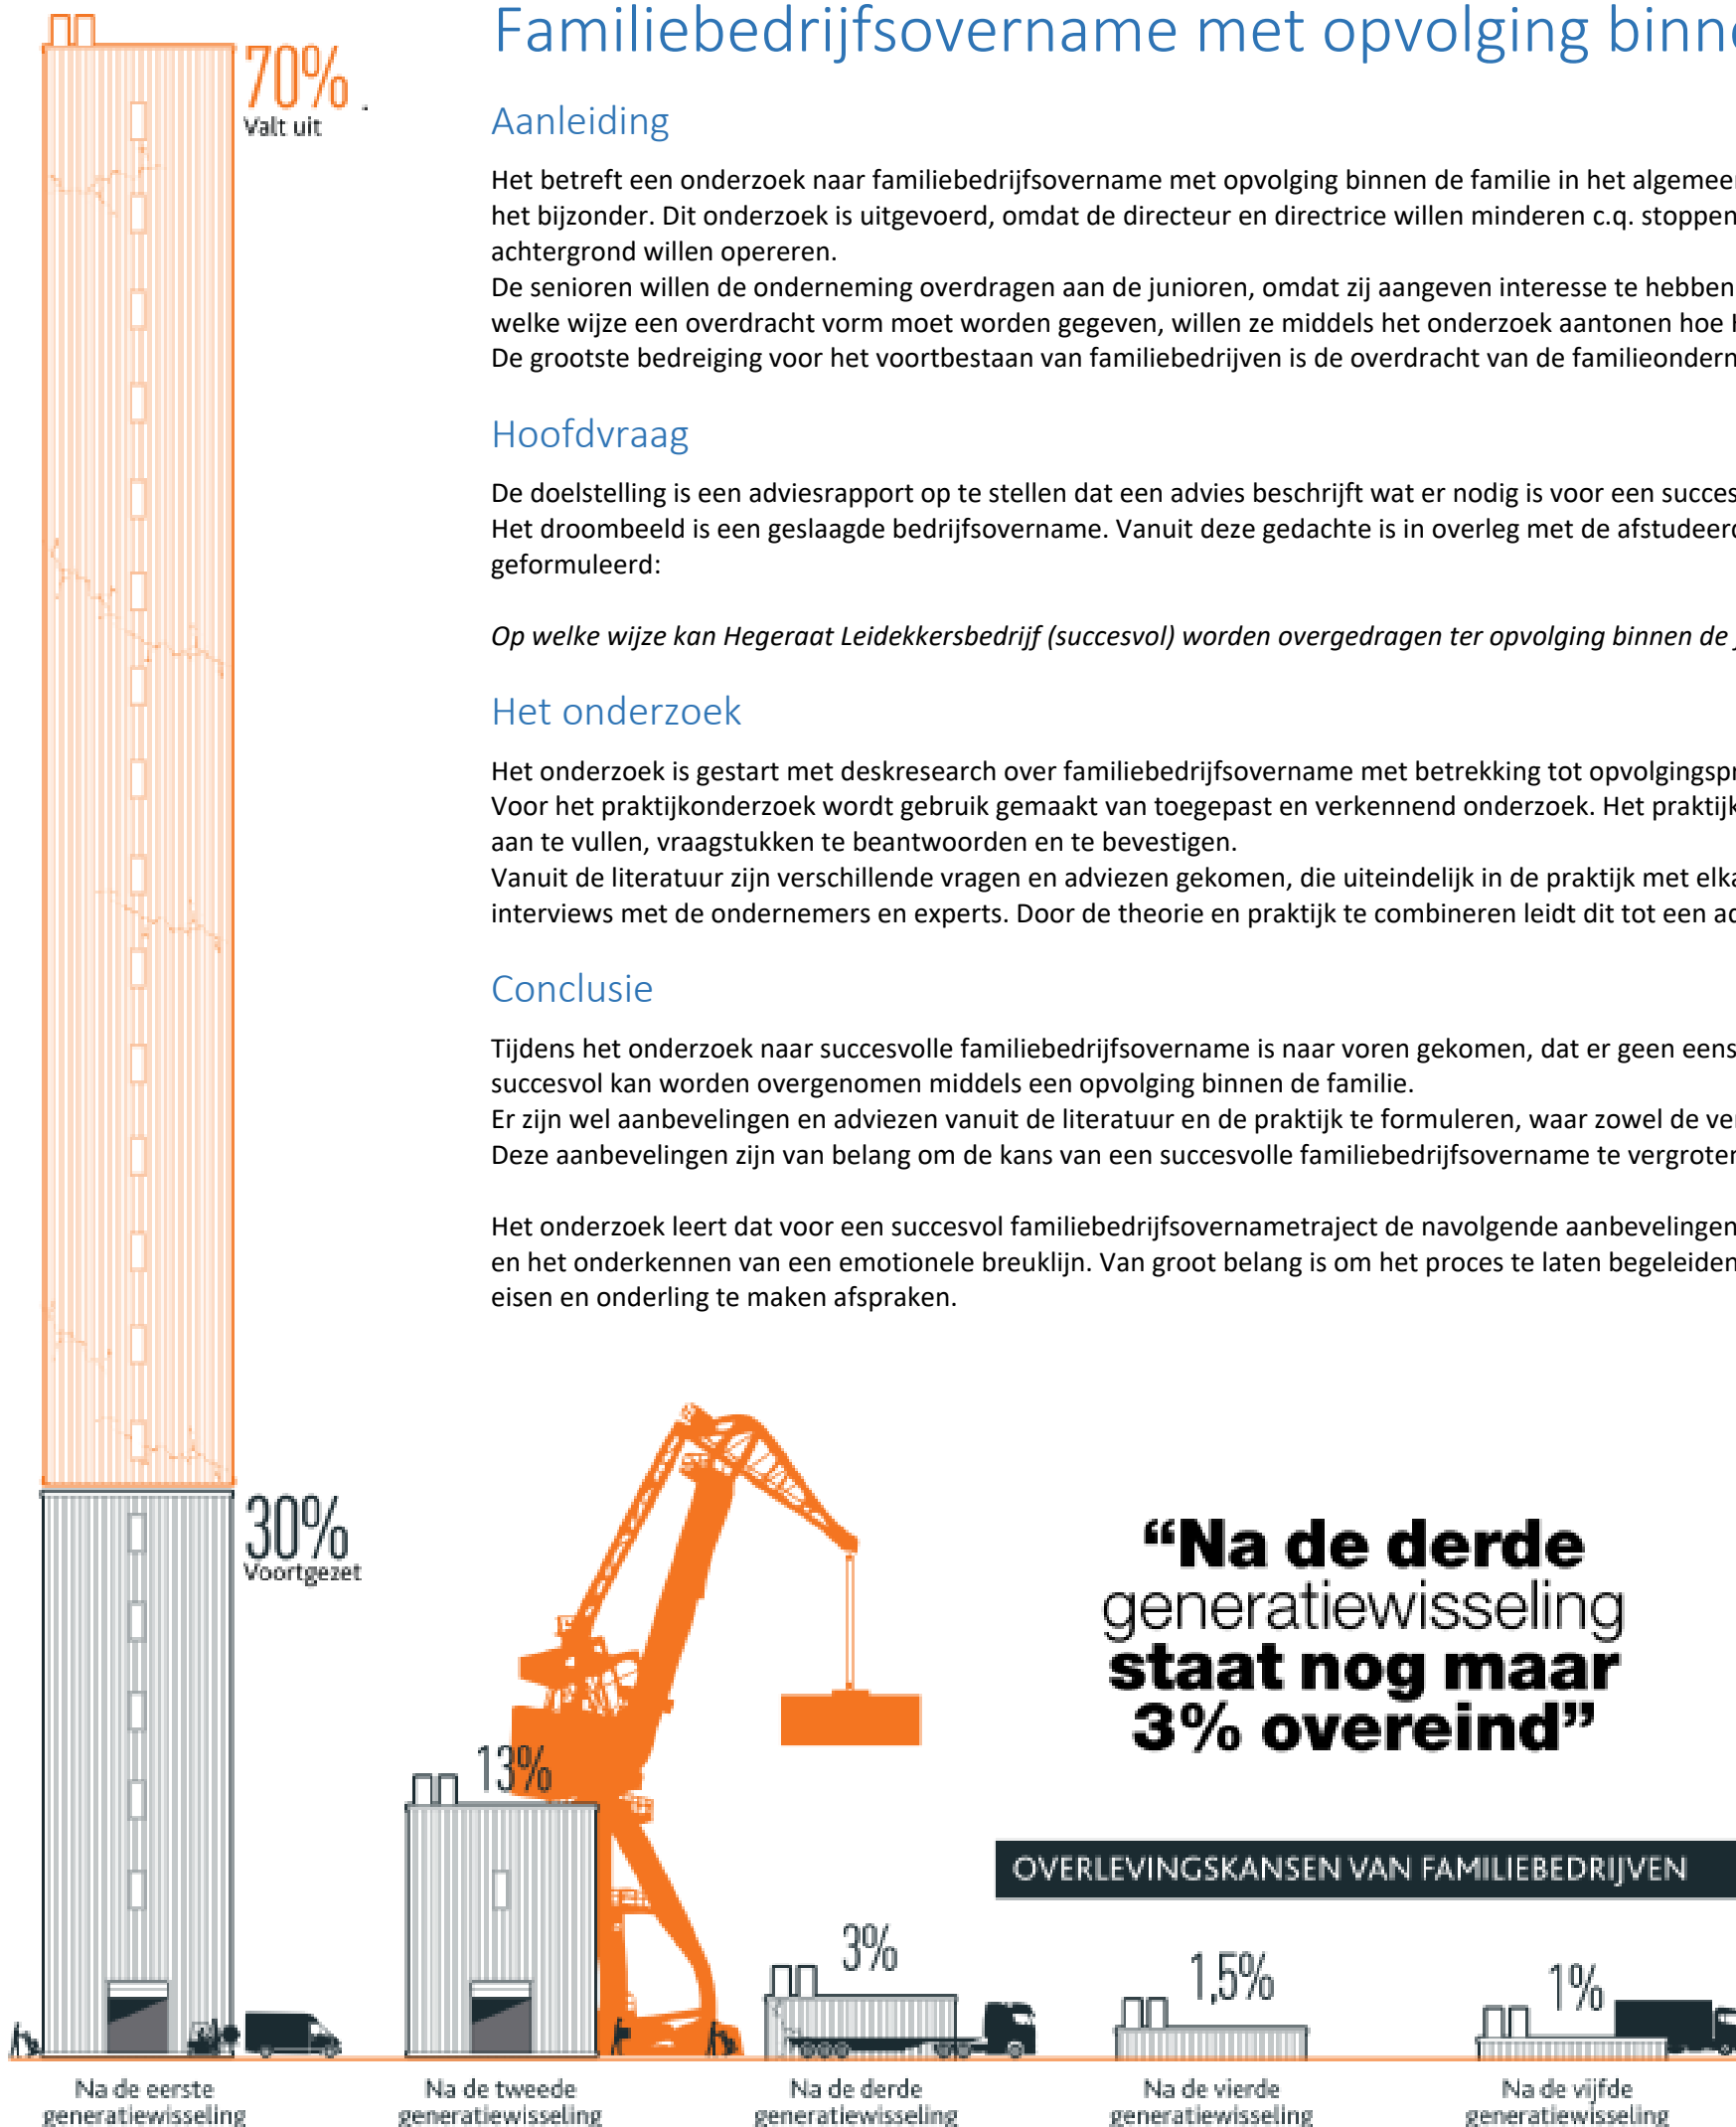 Familiebedrijfsovername met opvolging
Aanleiding
Het betreft een onderzoek naar familiebedrijfsovername met opvolging binnen de familie in het
het bijzonder. Dit onderzoek is uitgevoerd, omdat de directeur en directrice willen minderen c.q. stoppen
achtergrond willen opereren.
De senioren willen de onderneming overdragen aan de junioren, omdat zij aangeven interesse te hebben
welke wijze een overdracht vorm moet worden gegeven, willen ze middels het onderzoek aantonen hoe
De grootste bedreiging voor het voortbestaan van familiebedrijven is de overdracht van de
Hoofdvraag
De doelstelling is een adviesrapport op te stellen dat een advies beschrijft wat er nodig is voor een
Het droombeeld is een geslaagde bedrijfsovername. Vanuit deze gedachte is in overleg met de
geformuleerd:
Op welke wijze kan Hegeraat Leidekkersbedrijf (succesvol) worden overgedragen ter opvolging binnen de
Het onderzoek
Het onderzoek is gestart met deskresearch over familiebedrijfsovername met betrekking tot
Voor het praktijkonderzoek wordt gebruik gemaakt van toegepast en verkennend onderzoek. Het
aan te vullen, vraagstukken te beantwoorden en te bevestigen.
Vanuit de literatuur zijn verschillende vragen en adviezen gekomen, die uiteindelijk in de praktijk met
interviews met de ondernemers en experts. Door de theorie en praktijk te combineren leidt dit tot een
Conclusie
Tijdens het onderzoek naar succesvolle familiebedrijfsovername is naar voren gekomen, dat er geen
succesvol kan worden overgenomen middels een opvolging binnen de familie.
Er zijn wel aanbevelingen en adviezen vanuit de literatuur en de praktijk te formuleren, waar zowel de
Deze aanbevelingen zijn van belang om de kans van een succesvolle familiebedrijfsovername te
Het onderzoek leert dat voor een succesvol familiebedrijfsovernametraject de navolgende aanbevelingen
en het onderkennen van een emotionele breuklijn. Van groot belang is om het proces te laten begeleiden
eisen en onderling te maken afspraken.
70%
Valt uit
30%
Voortgezet
13%
“Na de derde
generatiewisseling
staat nog maar
3% overeind”
OVERLEVINGSKANSEN VAN FAMILIEBEDRIJVEN
3%
1,5%
1%
Na de eerste
generatiewisseling
Na de tweede
generatiewisseling
Na de derde
generatiewisseling
Na de vierde
generatiewisseling
Na de vijfde
generatiewisseling